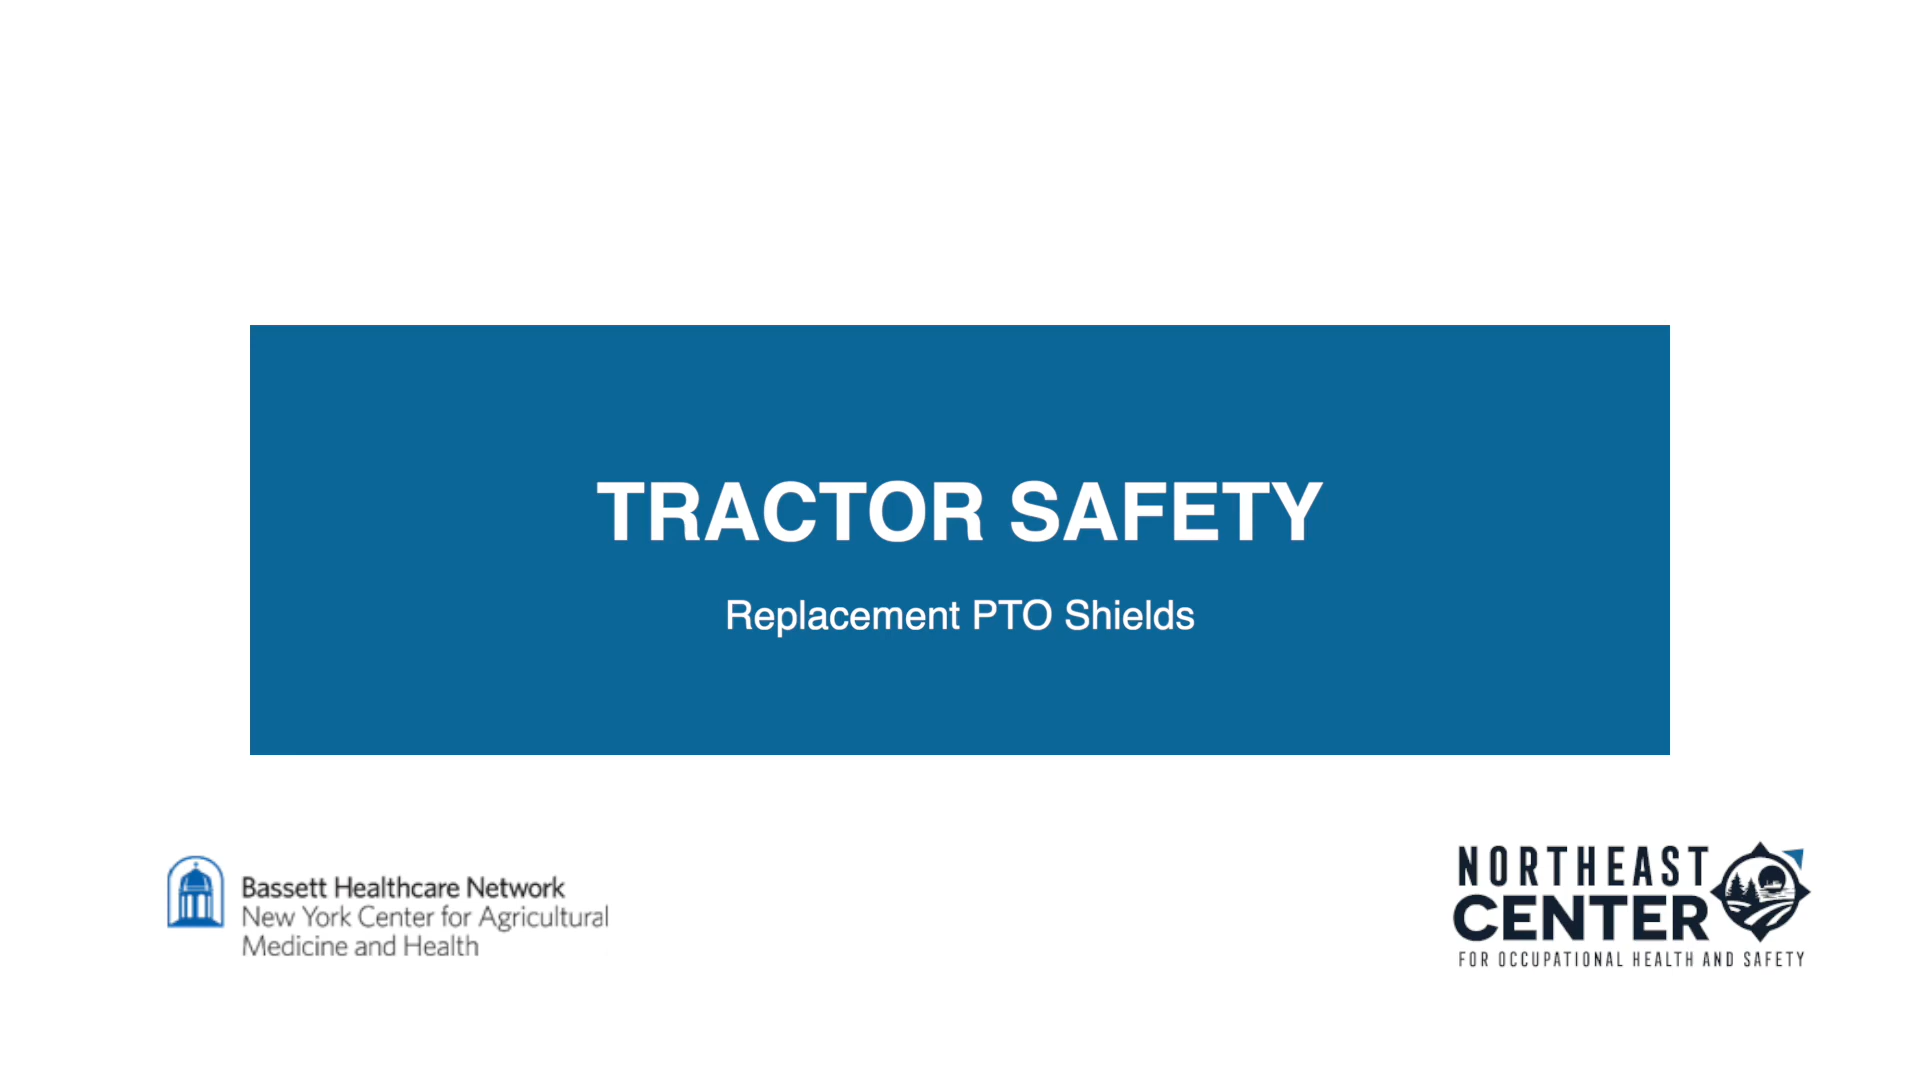 TRACTOR SAFETY
Replacement PTO Shields
Bassett Healthcare Network
New York Center for Agricultural
Medicine and Health
NORTHEAST
CENTER
FOR OCCUPATIONAL HEALTH AND SAFETY